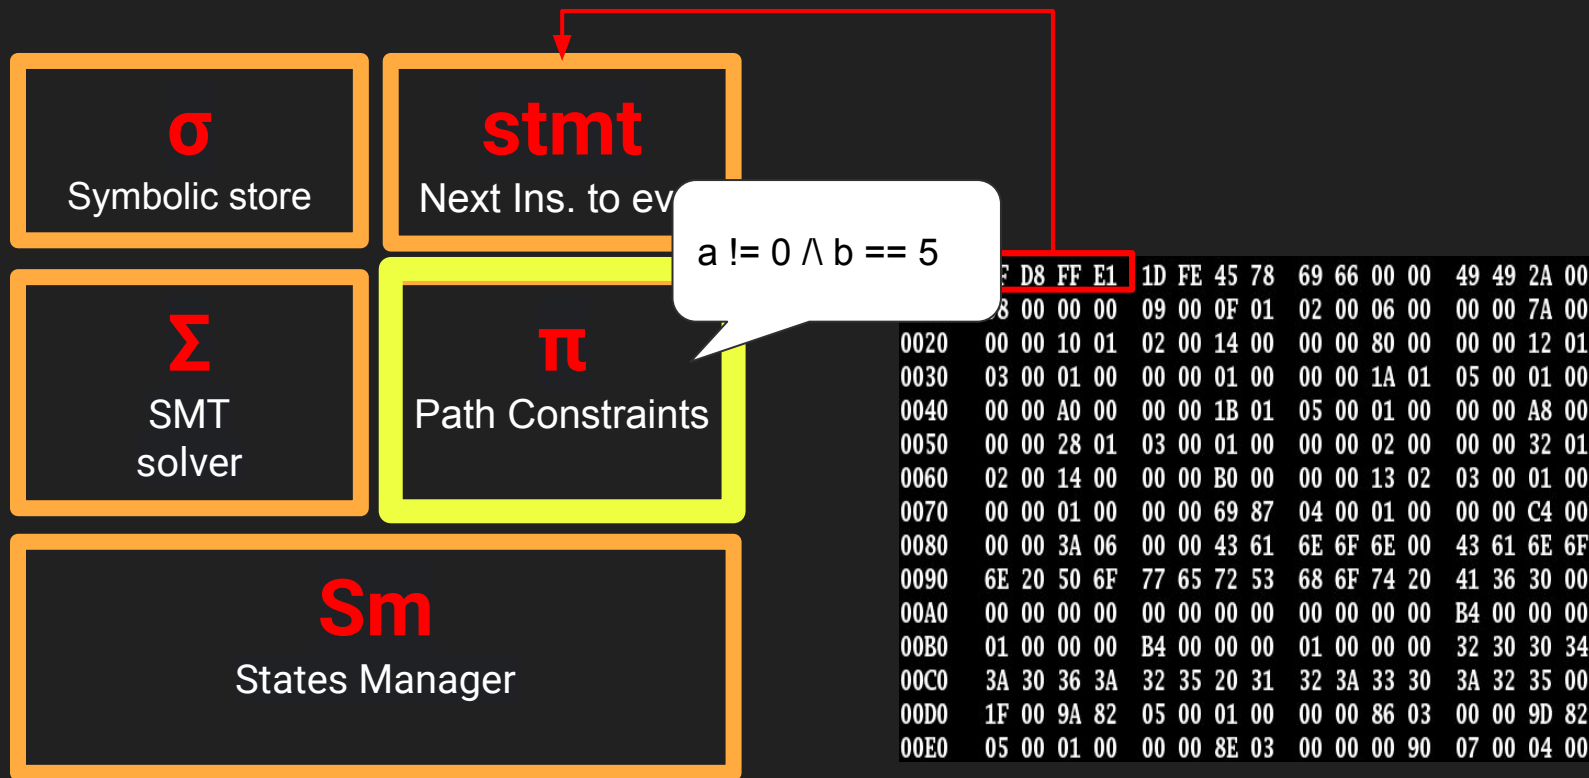 σ
Symbolic store
stmt
Next Ins. to ev
a != 0 /\ b == 5
Σ
SMT
solver
π
Path Constraints
Sm
States Manager
D8 FF E1 1D FE 45 78 69 66 00 00 49 49 2A 00
00 00 00 09 00 0F 01 02 00 06 00 00 00 7A 00
0020 00 00 10 01 02 00 14 00 00 00 80 00 00 00 12 01
0030 03 00 01 00 00 00 01 00 00 00 1A 01 05 00 01 00
0040 00 00 A0 00 00 00 1B 01 05 00 01 00 00 00 A8 00
0050 00 00 28 01 03 00 01 00 00 00 02 00 00 00 32 01
0060 02 00 14 00 00 00 B0 00 00 00 13 02 03 00 01 00
0070 00 00 01 00 00 00 69 87 04 00 01 00 00 00 C4 00
0080 00 00 3A 06 00 00 43 61 6E 6F 6E 00 43 61 6E 6F
0090 6E 20 50 6F 77 65 72 53 68 6F 74 20 41 36 30 00
00A0 00 00 00 00 00 00 00 00 00 00 00 00 B4 00 00 00
00B0 01 00 00 00 B4 00 00 00 01 00 00 00 32 30 30 34
00C0 3A 30 36 3A 32 35 20 31 32 3A 33 30 3A 32 35 00
00D0 1F 00 9A 82 05 00 01 00 00 00 86 03 00 00 9D 82
00E0 05 00 01 00 00 00 8E 03 00 00 00 90 07 00 04 00